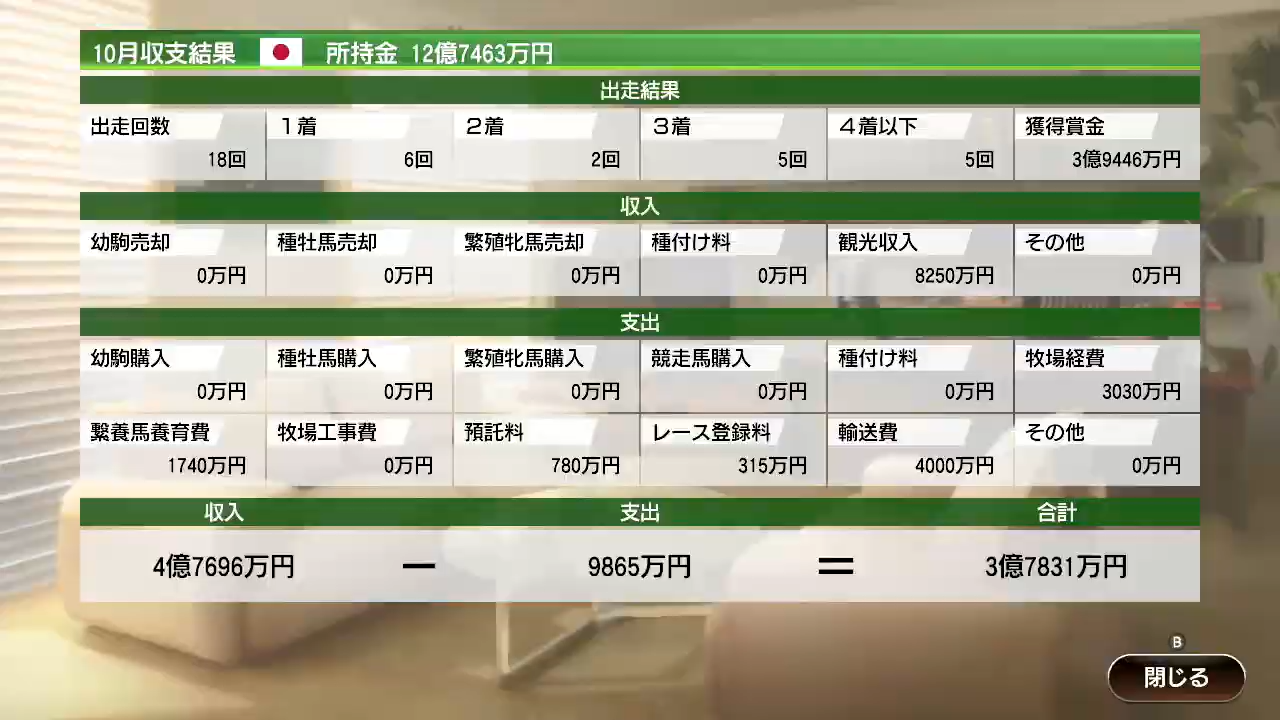 10月収支結果 所持金 12億7463万円
出走結果
出走回数 1着 2着 3着 4着以下 獲得賞金
18回 6回 2回 5回 5回 3億9446万円
収入
幼駒売却 種牡馬売却 繁殖牝馬売却 種付け料 観光収入 その他
0万円 0万円 0万円 0万円 8250万円 0万円
支出
幼駒購入 種牡馬購入 繁殖牝馬購入 競走馬購入 種付け料 牧場経費
0万円 0万円 0万円 0万円 0万円 3030万円
繫養馬養育費 牧場工事費 預託料 レース登録料 輸送費 その他
1740万円 0万円 780万円 315万円 4000万円 0万円
収入 支出 合計
4億7696万円 ー 9865万円 = 3億7831万円
B
閉じる